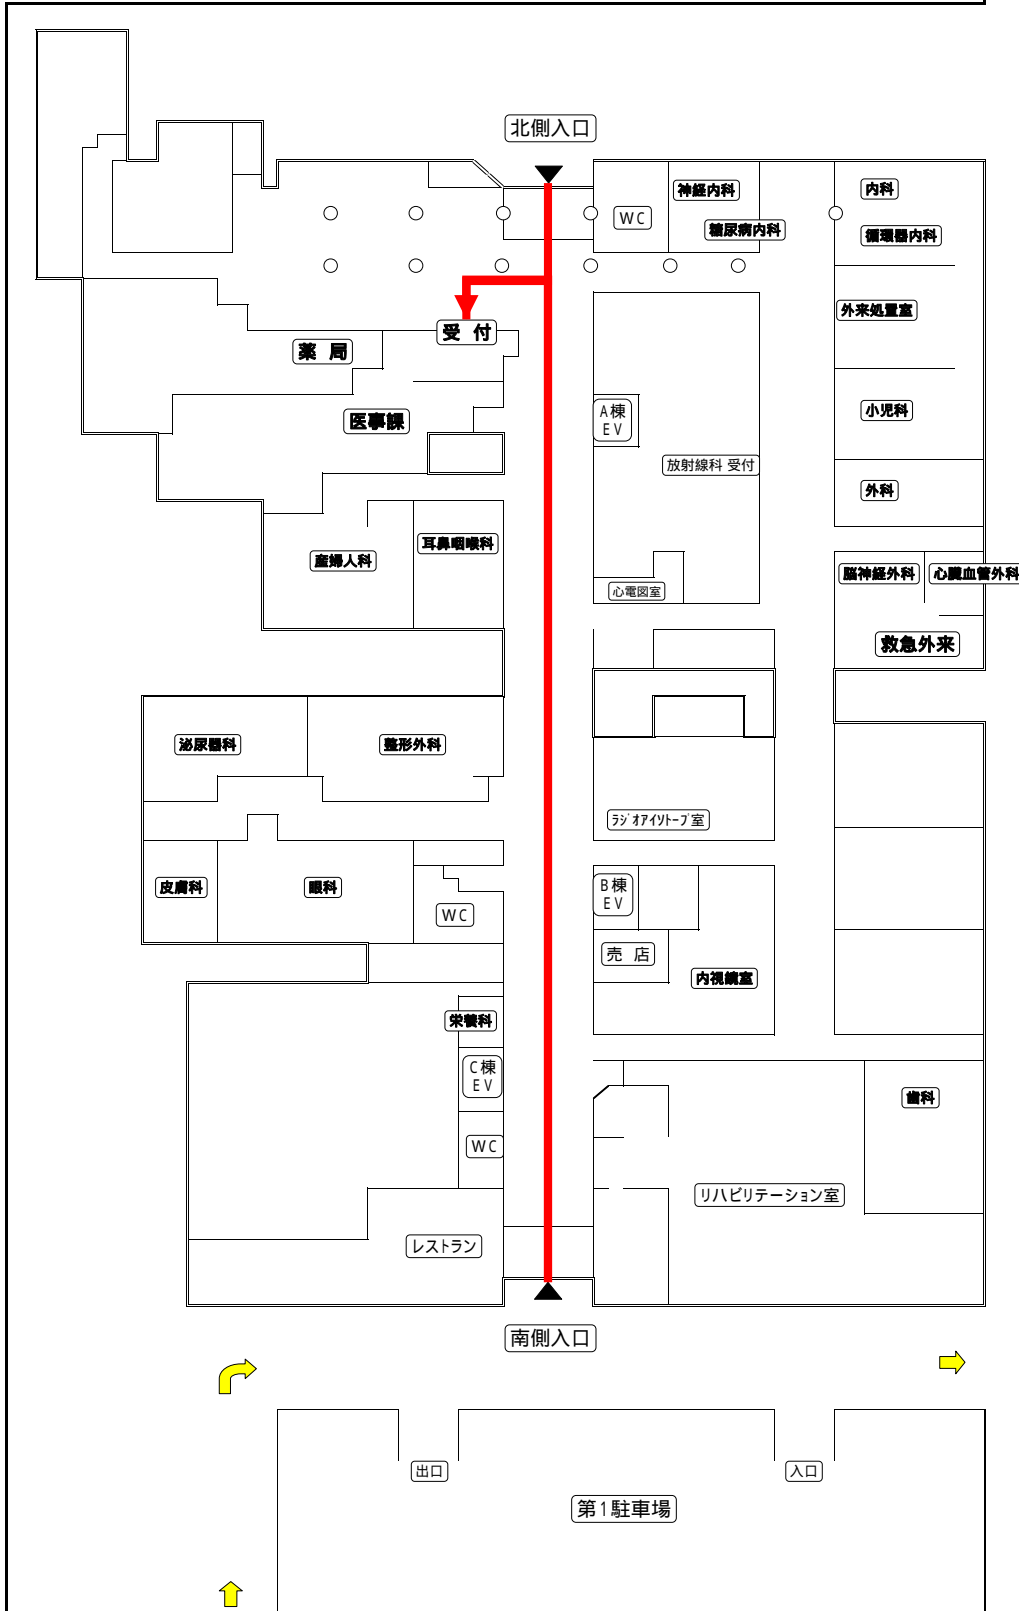 北側入口
神経内科
内科
WC
糖尿病内科
循環器内科
外来処置室
受 付
薬 局
A棟
EV
小児科
医事課
放射線科 受付
外科
耳鼻咽喉科
産婦人科
脳神経外科
心臓血管外科
心電図室
救急外来
泌尿器科
整形外科
ラジオアイソトープ室
皮膚科
眼科
B棟
EV
WC
売 店
内視鏡室
栄養科
C棟
EV
歯科
WC
リハビリテーション室
レストラン
南側入口
出口
入口
第1駐車場